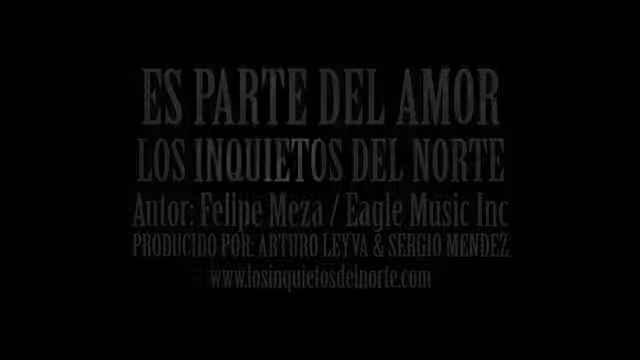 ES PARTE DEL AMOR
LOS INQUIETOS DEL NORTE
Autor: Felipe Meza / Eagle Music Inc
PRODUCIDO POR: ARTURO LEYVA & SERGIO MENDEZ
www.losinquietosdelnorte.com